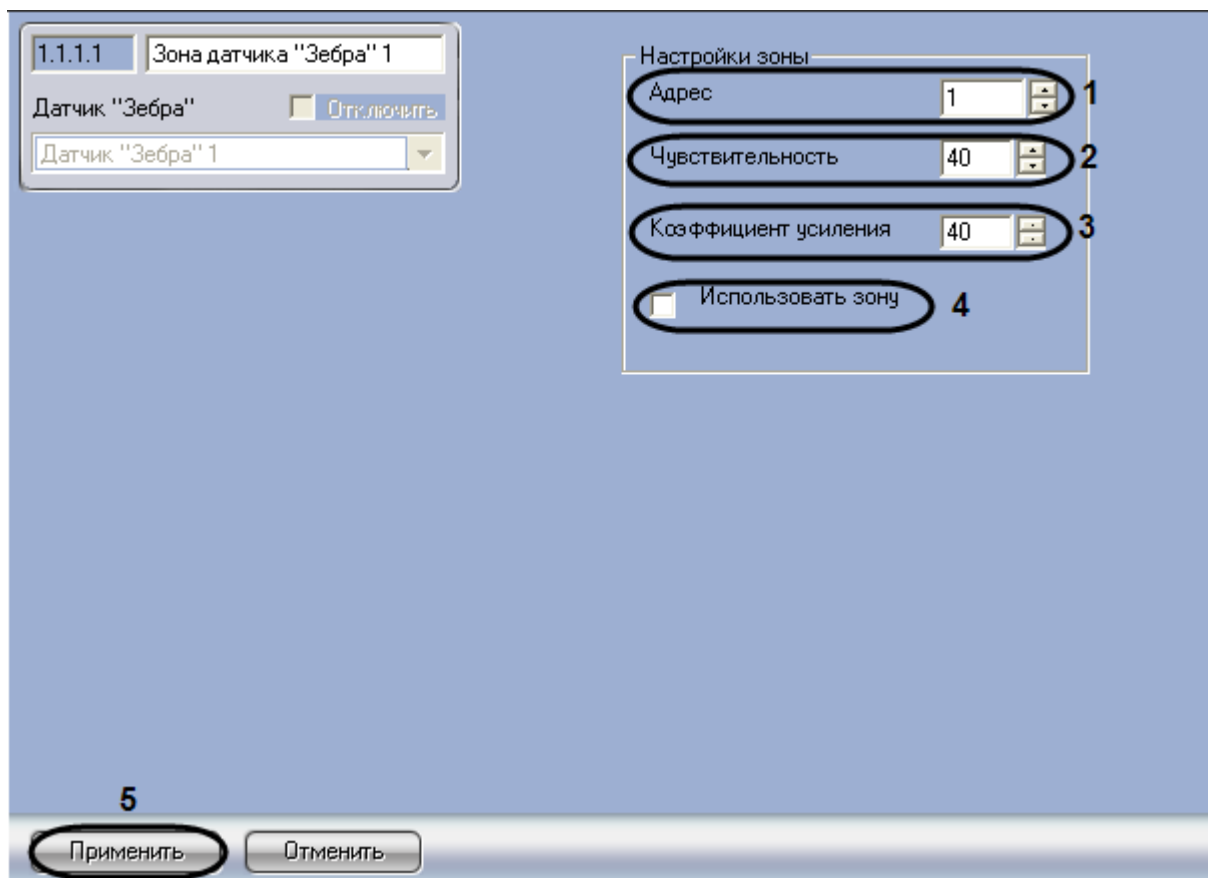 1.1.1.1 Зона датчика "Зебра" 1
Датчик "Зебра" Отключить
Датчик "Зебра" 1
Настройки зоны
Адрес 1 1
Чувствительность 40 2
Коэффициент усиления 40 3
Использовать зону 4
5
Применить Отменить